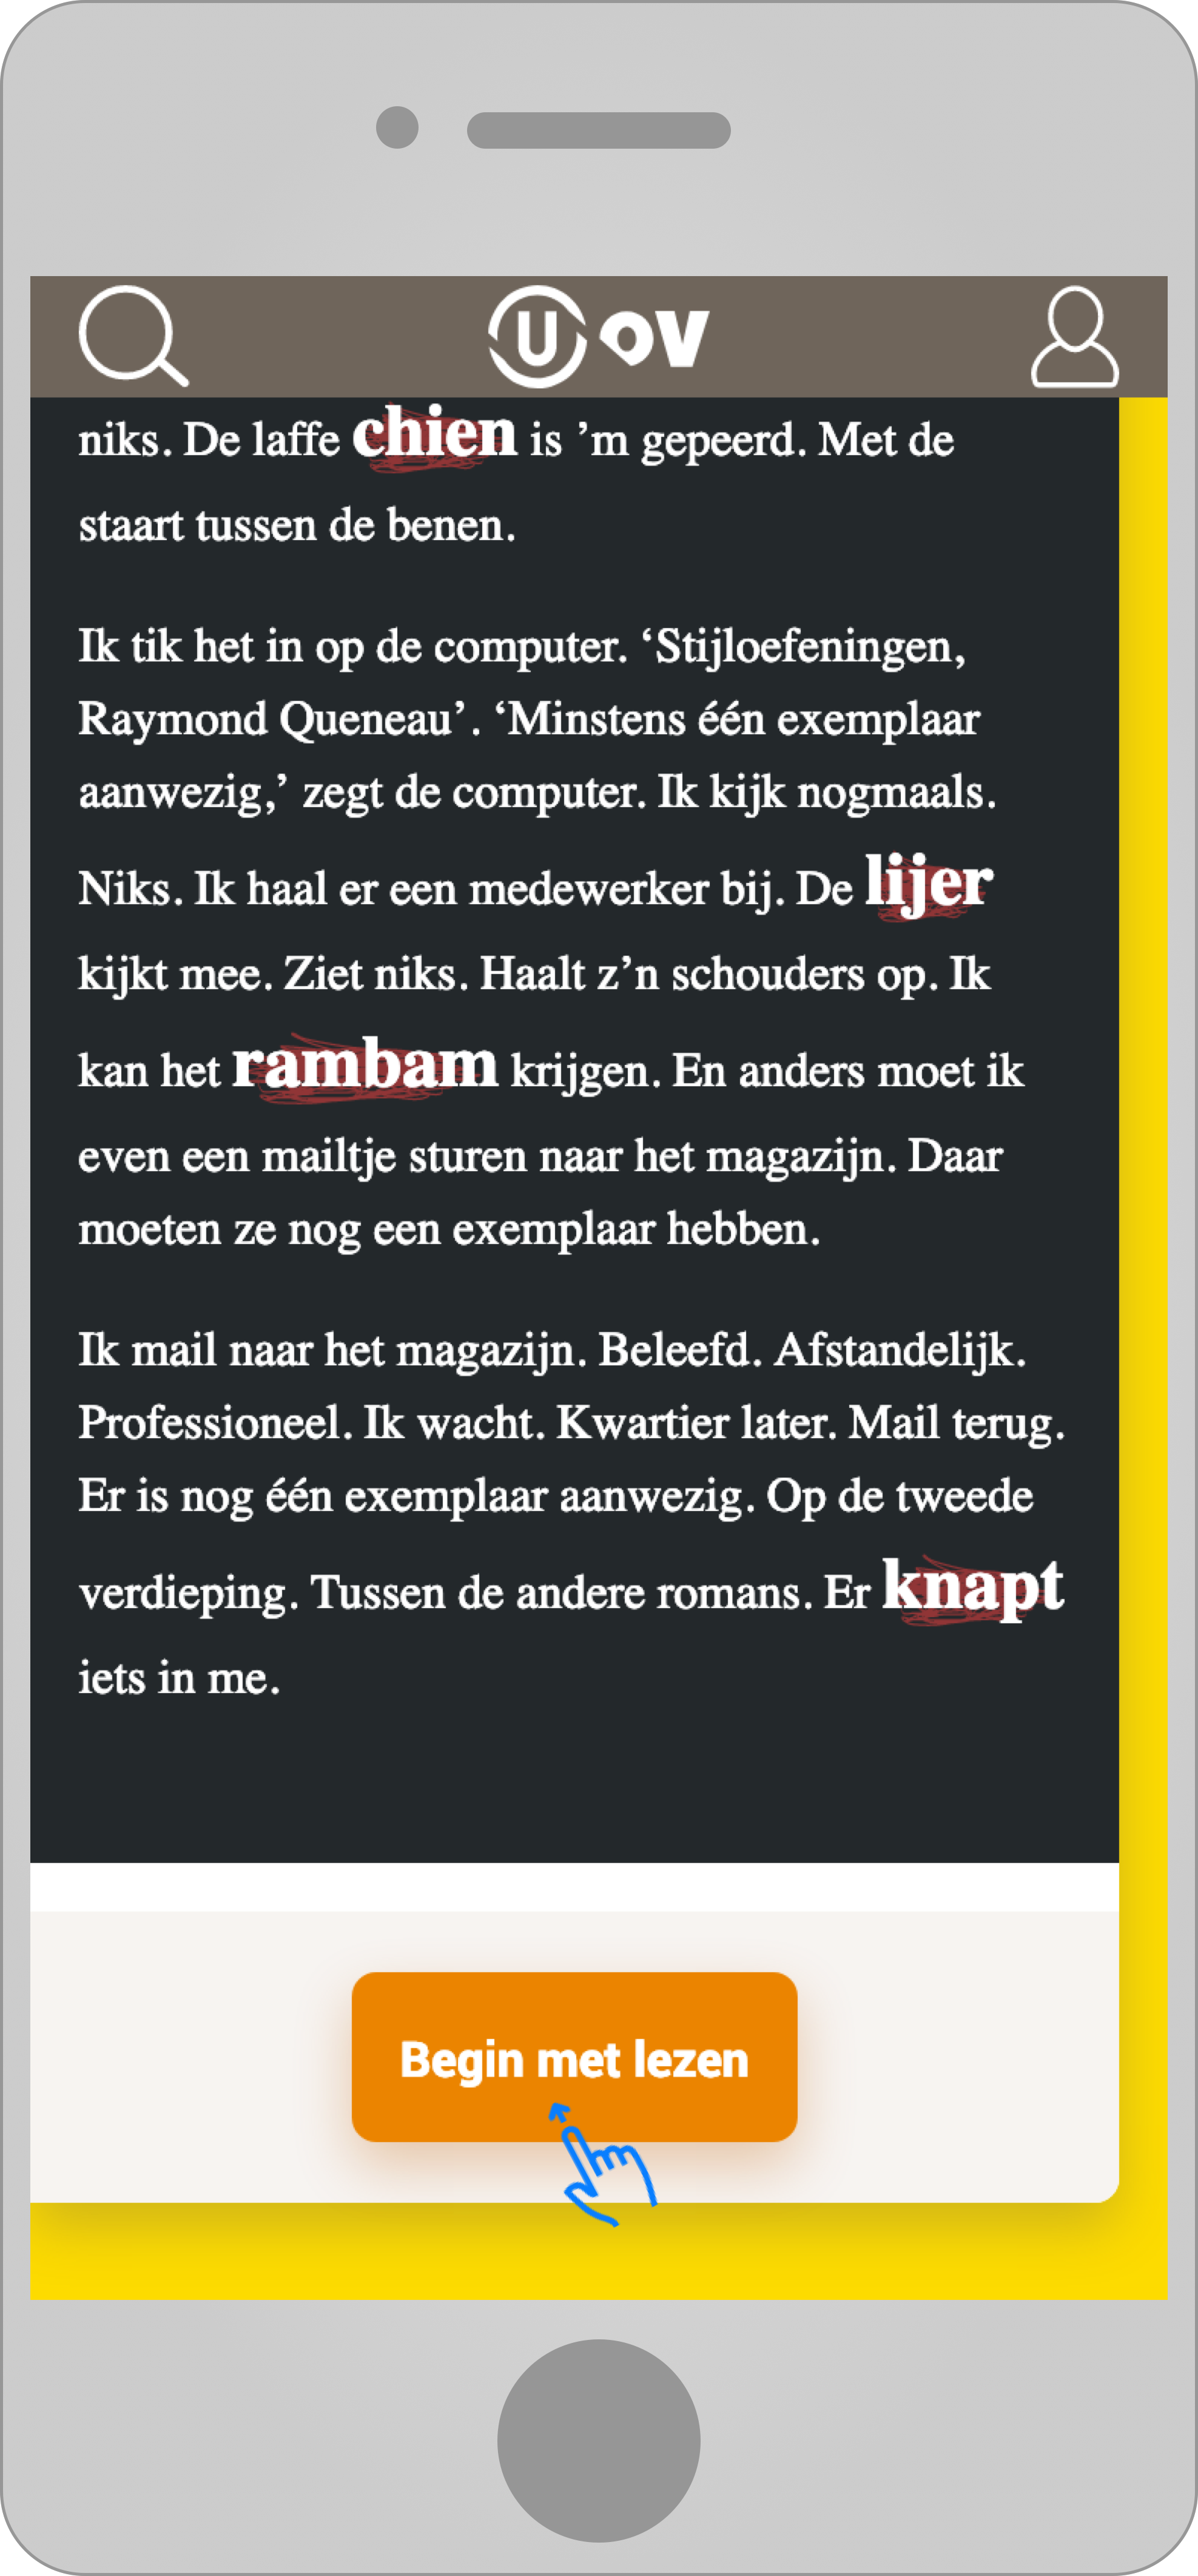 U OV
niks. De laffe chien is ’m gepeerd. Met de
staart tussen de benen.
Ik tik het in op de computer. ‘Stijloefeningen,
Raymond Queneau’. ‘Minstens één exemplaar
aanwezig,’ zegt de computer. Ik kijk nogmaals.
Niks. Ik haal er een medewerker bij. De lijer
kijkt mee. Ziet niks. Haalt z’n schouders op. Ik
kan het rambam krijgen. En anders moet ik
even een mailtje sturen naar het magazijn. Daar
moeten ze nog een exemplaar hebben.
Ik mail naar het magazijn. Beleefd. Afstandelijk.
Professioneel. Ik wacht. Kwartier later. Mail terug.
Er is nog één exemplaar aanwezig. Op de tweede
verdieping. Tussen de andere romans. Er knapt
iets in me.
Begin met lezen